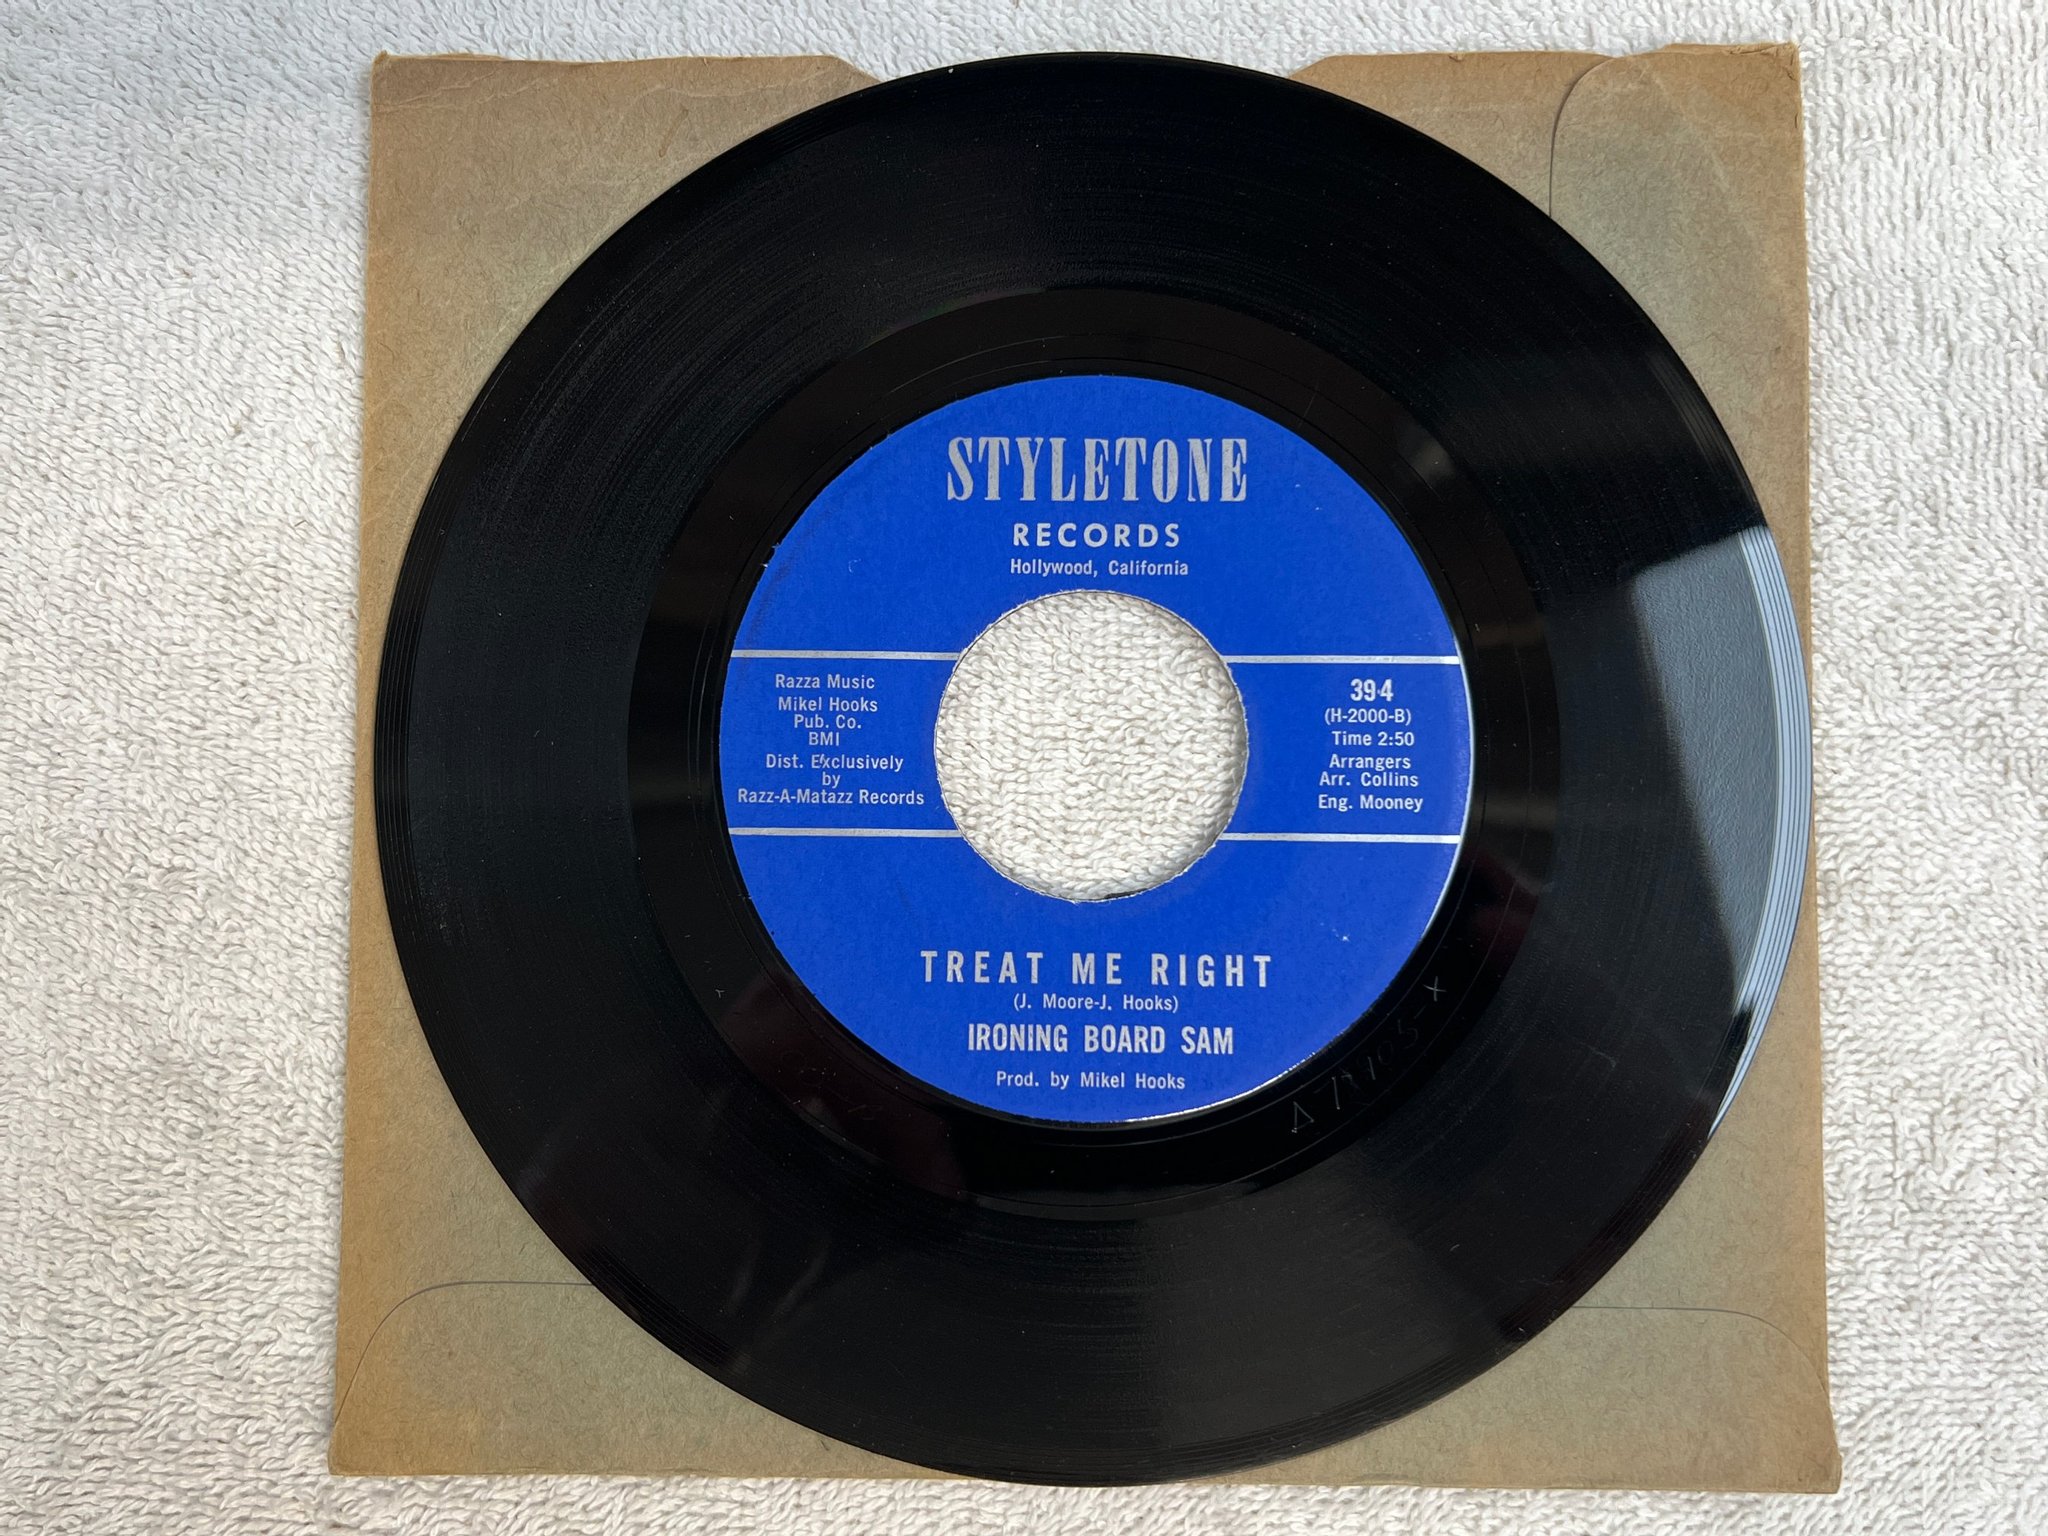 STYLETONE
RECORDS
Hollywood, California
Razza Music
Mikel Hooks
Pub. Co.
BMI
Dist. Exclusively
by
Razz-A-Matazz Records
394
(H-2000-B)
Time 2:50
Arrangers
Arr. Collins
Eng. Mooney
TREAT ME RIGHT
(J. Moore-J. Hooks)
IRONING BOARD SAM
Prod. by Mikel Hooks